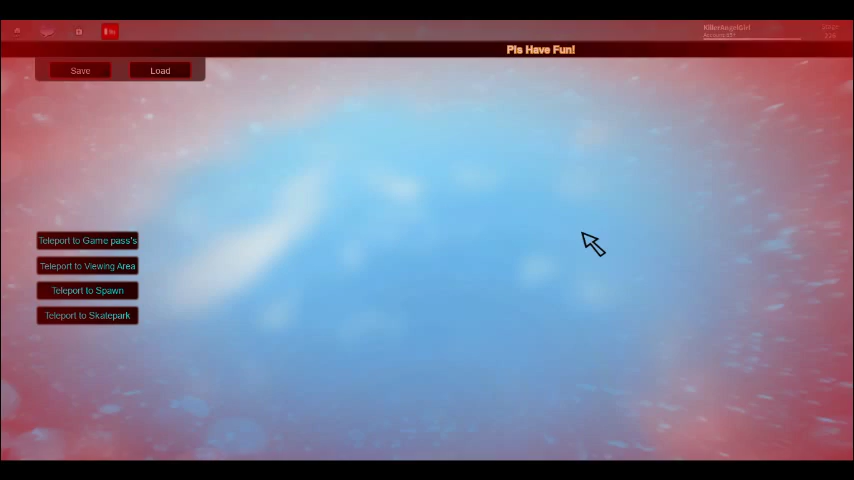 KillerAngelGirl
Pls Have Fun!
Save
Load
Teleport to Game pass's
Teleport to Viewing Area
Teleport to Spawn
Teleport to Skatepark